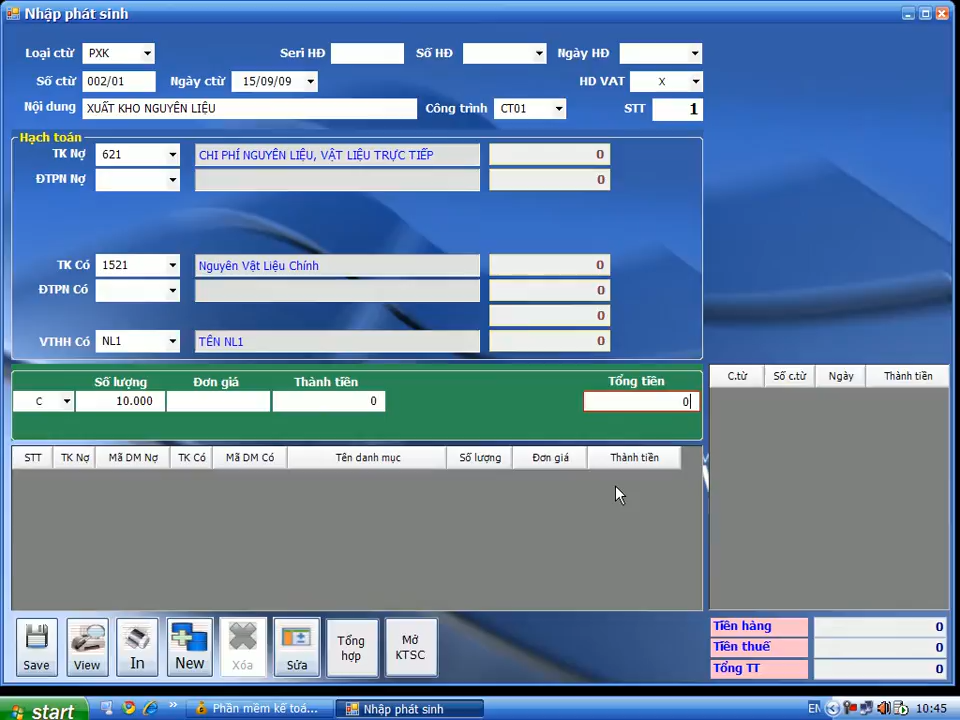 Nhập phát sinh
Loại ctừ PXK Seri HĐ Số HĐ Ngày HĐ
Số ctừ 002/01 Ngày ctừ 15/09/09 HD VAT X
Nội dung XUẤT KHO NGUYÊN LIỆU Công trình CT01 STT 1
Hạch toán
TK Nợ 621 CHI PHÍ NGUYÊN LIỆU, VẬT LIỆU TRỰC TIẾP 0
ĐTPN Nợ 0
TK Có 1521 Nguyên Vật Liệu Chính 0
ĐTPN Có 0
0
VTHH Có NL1 TÊN NL1 0
Số lượng Đơn giá Thành tiền Tổng tiền
C 10.000 0 0
C.từ Số c.từ Ngày Thành tiền
STT TK Nợ Mã DM Nợ TK Có Mã DM Có Tên danh mục Số lượng Đơn giá Thành tiền
Save View In New Xóa Sửa Tổng hợp Mở KTSC
Tiền hàng 0
Tiền thuế 0
Tổng TT 0
start Phần mềm kế toá... Nhập phát sinh EN 10:45